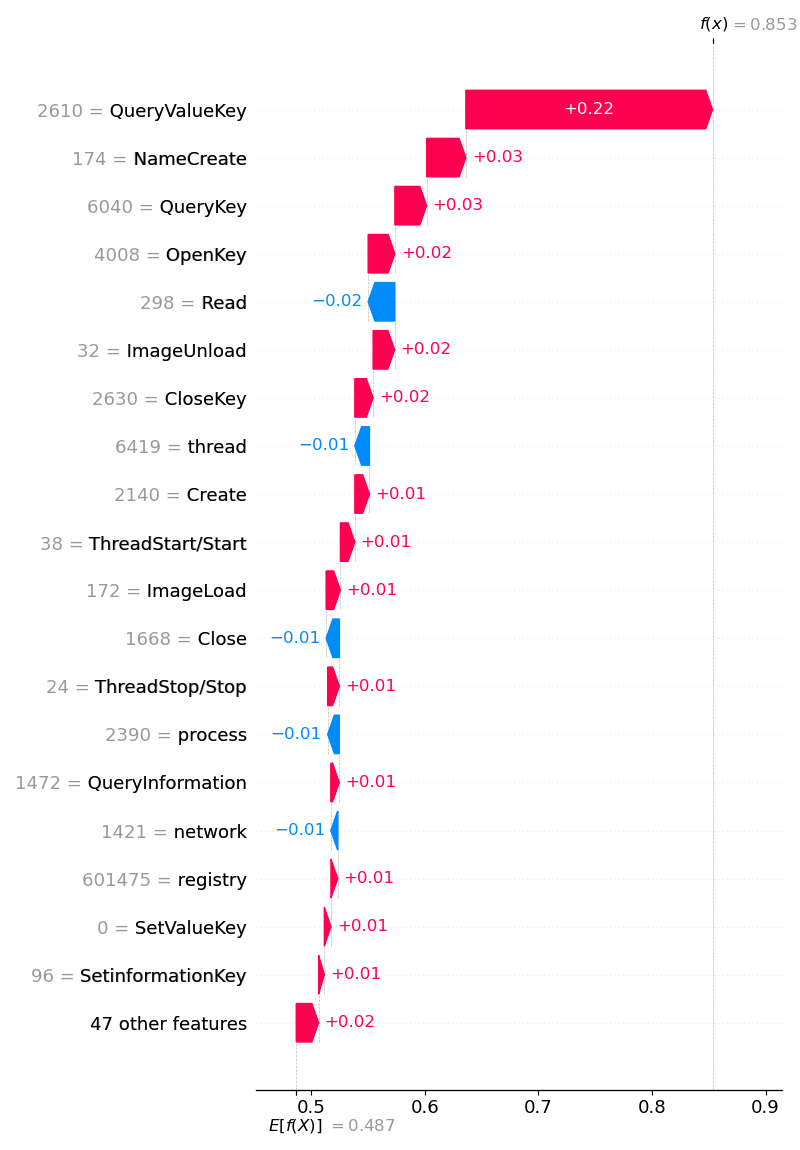 f(x) = 0.853
2610 = QueryValueKey +0.22
174 = NameCreate +0.03
6040 = QueryKey +0.03
4008 = OpenKey +0.02
298 = Read −0.02
32 = ImageUnload +0.02
2630 = CloseKey +0.02
6419 = thread −0.01
2140 = Create +0.01
38 = ThreadStart/Start +0.01
172 = ImageLoad +0.01
1668 = Close −0.01
24 = ThreadStop/Stop +0.01
2390 = process −0.01
1472 = QueryInformation +0.01
1421 = network −0.01
601475 = registry +0.01
0 = SetValueKey +0.01
96 = SetinformationKey +0.01
47 other features +0.02
0.5 0.6 0.7 0.8 0.9
E[f(X)] = 0.487